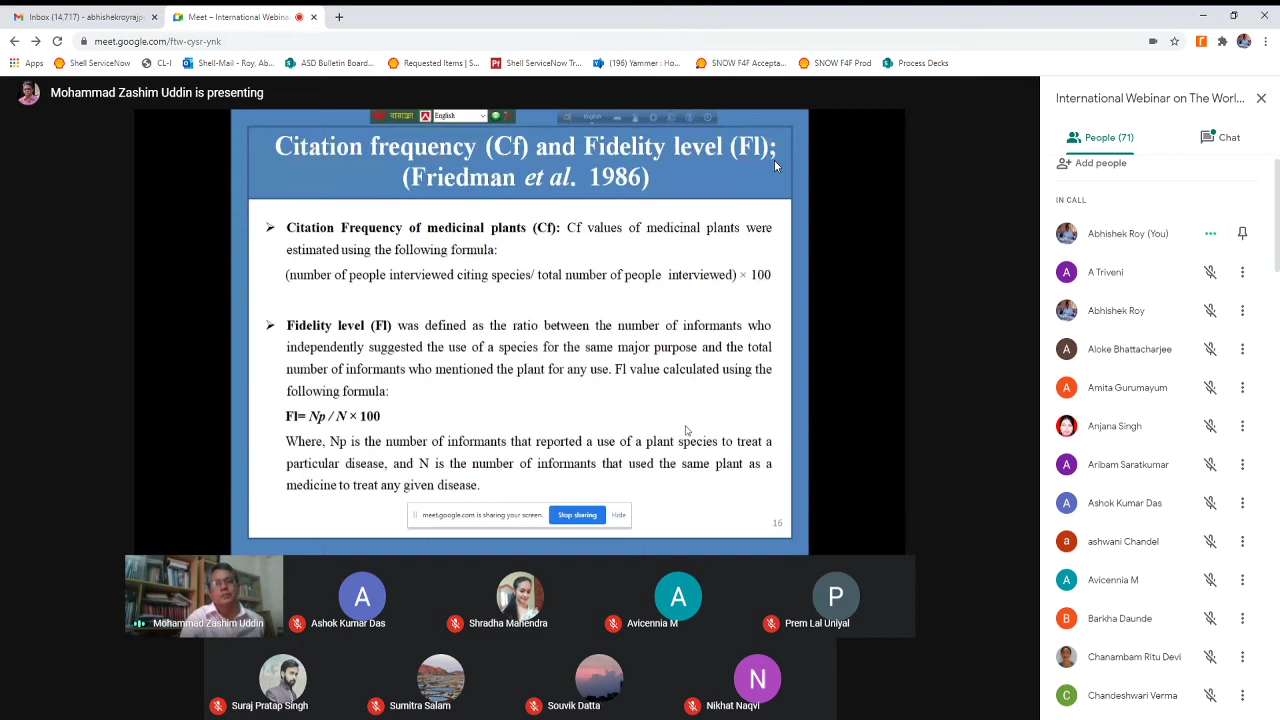 Inbox (14,717) - abhishekroyrajp
Meet – International Webina
meet.google.com/ftw-cysr-ynk
Apps
Shell ServiceNow
CL-I
Shell-Mail - Roy, Ab...
ASD Bulletin Board...
Requested Items | S...
Shell ServiceNow Tr...
(196) Yammer : Ho...
SNOW F4F Accepta...
SNOW F4F Prod
Process Decks
Mohammad Zashim Uddin is presenting
English
English
Citation frequency (Cf) and Fidelity level (Fl);
(Friedman et al. 1986)
➢ Citation Frequency of medicinal plants (Cf): Cf values of medicinal plants were
estimated using the following formula:
(number of people interviewed citing species/ total number of people interviewed) × 100
➢ Fidelity level (Fl) was defined as the ratio between the number of informants who
independently suggested the use of a species for the same major purpose and the total
number of informants who mentioned the plant for any use. Fl value calculated using the
following formula:
Fl= Np / N × 100
Where, Np is the number of informants that reported a use of a plant species to treat a
particular disease, and N is the number of informants that used the same plant as a
medicine to treat any given disease.
meet.google.com is sharing your screen.
Stop sharing
Hide
16
Mohammad Zashim Uddin
A
Ashok Kumar Das
Shradha Mahendra
A
Avicennia M
P
Prem Lal Uniyal
Suraj Pratap Singh
Sumitra Salam
Souvik Datta
N
Nikhat Naqvi
International Webinar on The Worl...
People (71)
Chat
Add people
IN CALL
Abhishek Roy (You)
A
A Triveni
Abhishek Roy
A
Aloke Bhattacharjee
A
Amita Gurumayum
Anjana Singh
A
Aribam Saratkumar
A
Ashok Kumar Das
a
ashwani Chandel
A
Avicennia M
B
Barkha Daunde
Chanambam Ritu Devi
C
Chandeshwari Verma